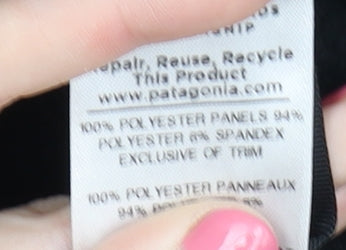 Repair, Reuse, Recycle
This Product
www.patagonia.com
100% POLYESTER PANELS 94%
POLYESTER 6% SPANDEX
EXCLUSIVE OF TRIM
100% POLYESTER PANNEAUX
94%